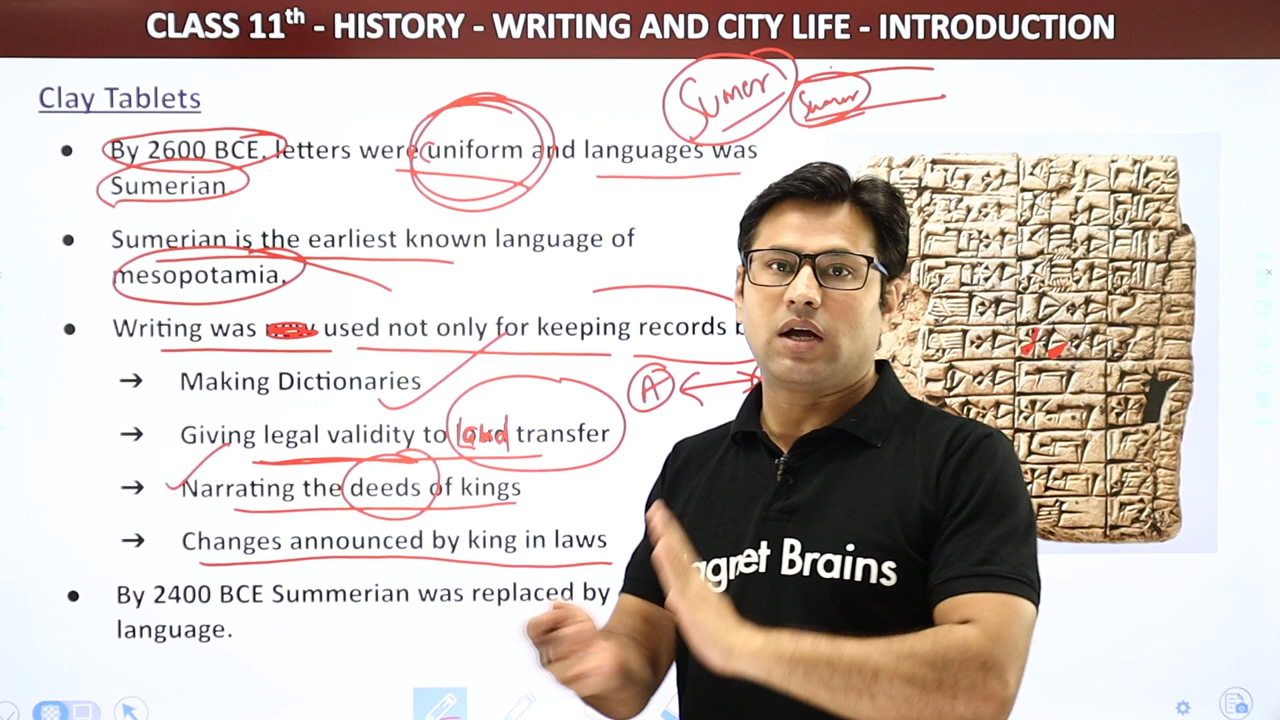 CLASS 11th - HISTORY - WRITING AND CITY LIFE - INTRODUCTION
Clay Tablets
Sumer Sumer
● By 2600 BCE, letters were uniform and languages was
Sumerian.
● Sumerian is the earliest known language of
mesopotamia.
● Writing was used not only for keeping records
→ Making Dictionaries
A
→ Giving legal validity to land transfer
→ Narrating the deeds of kings
→ Changes announced by king in laws
● By 2400 BCE Summerian was replaced by
language.
gnet Brains